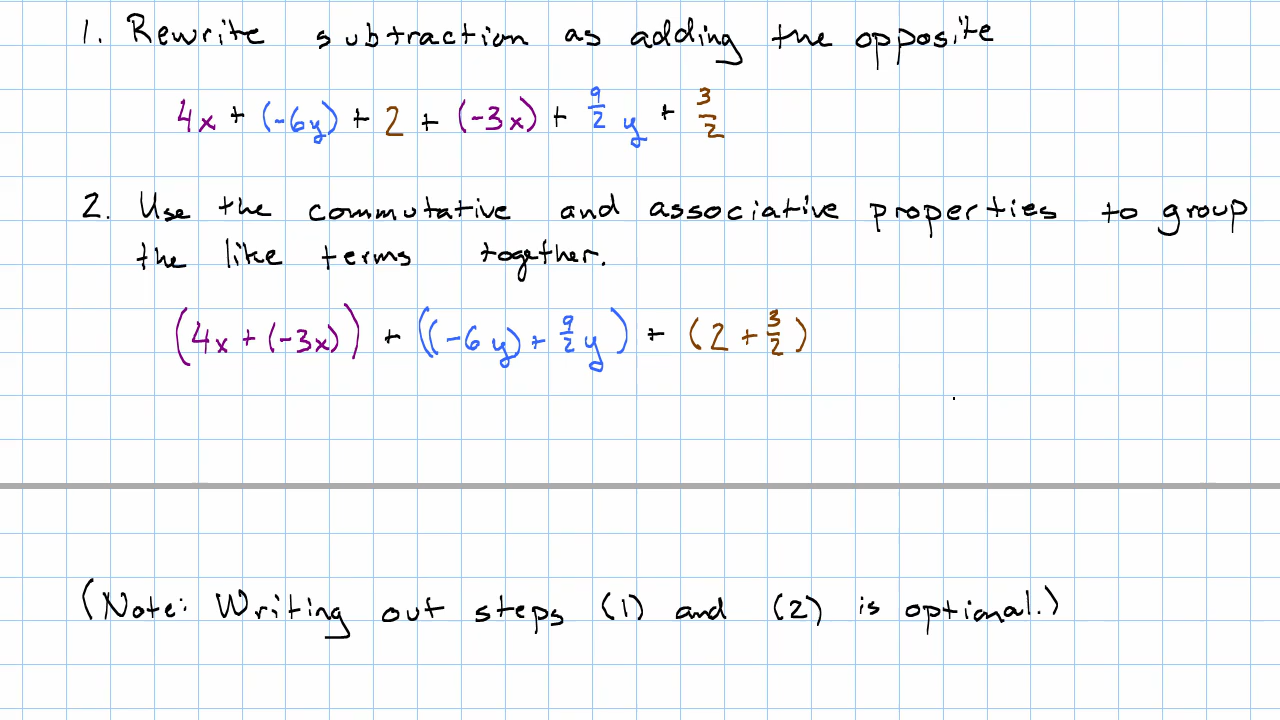 1. Rewrite subtraction as adding the opposite
4x + (-6y) + 2 + (-3x) + 9/2 y + 3/2
2. Use the commutative and associative properties to group
the like terms together.
(4x + (-3x)) + ((-6y) + 9/2 y) + (2 + 3/2)
(Note: Writing out steps (1) and (2) is optional.)